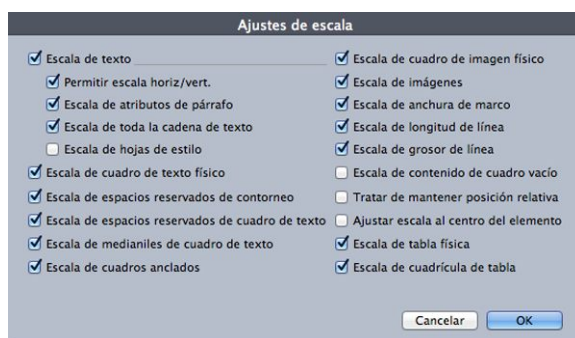 Ajustes de escala
Escala de texto
Permitir escala horiz/vert.
Escala de atributos de párrafo
Escala de toda la cadena de texto
Escala de hojas de estilo
Escala de cuadro de texto físico
Escala de espacios reservados de contorneo
Escala de espacios reservados de cuadro de texto
Escala de medianiles de cuadro de texto
Escala de cuadros anclados
Escala de cuadro de imagen físico
Escala de imágenes
Escala de anchura de marco
Escala de longitud de línea
Escala de grosor de línea
Escala de contenido de cuadro vacío
Tratar de mantener posición relativa
Ajustar escala al centro del elemento
Escala de tabla física
Escala de cuadrícula de tabla
Cancelar
OK